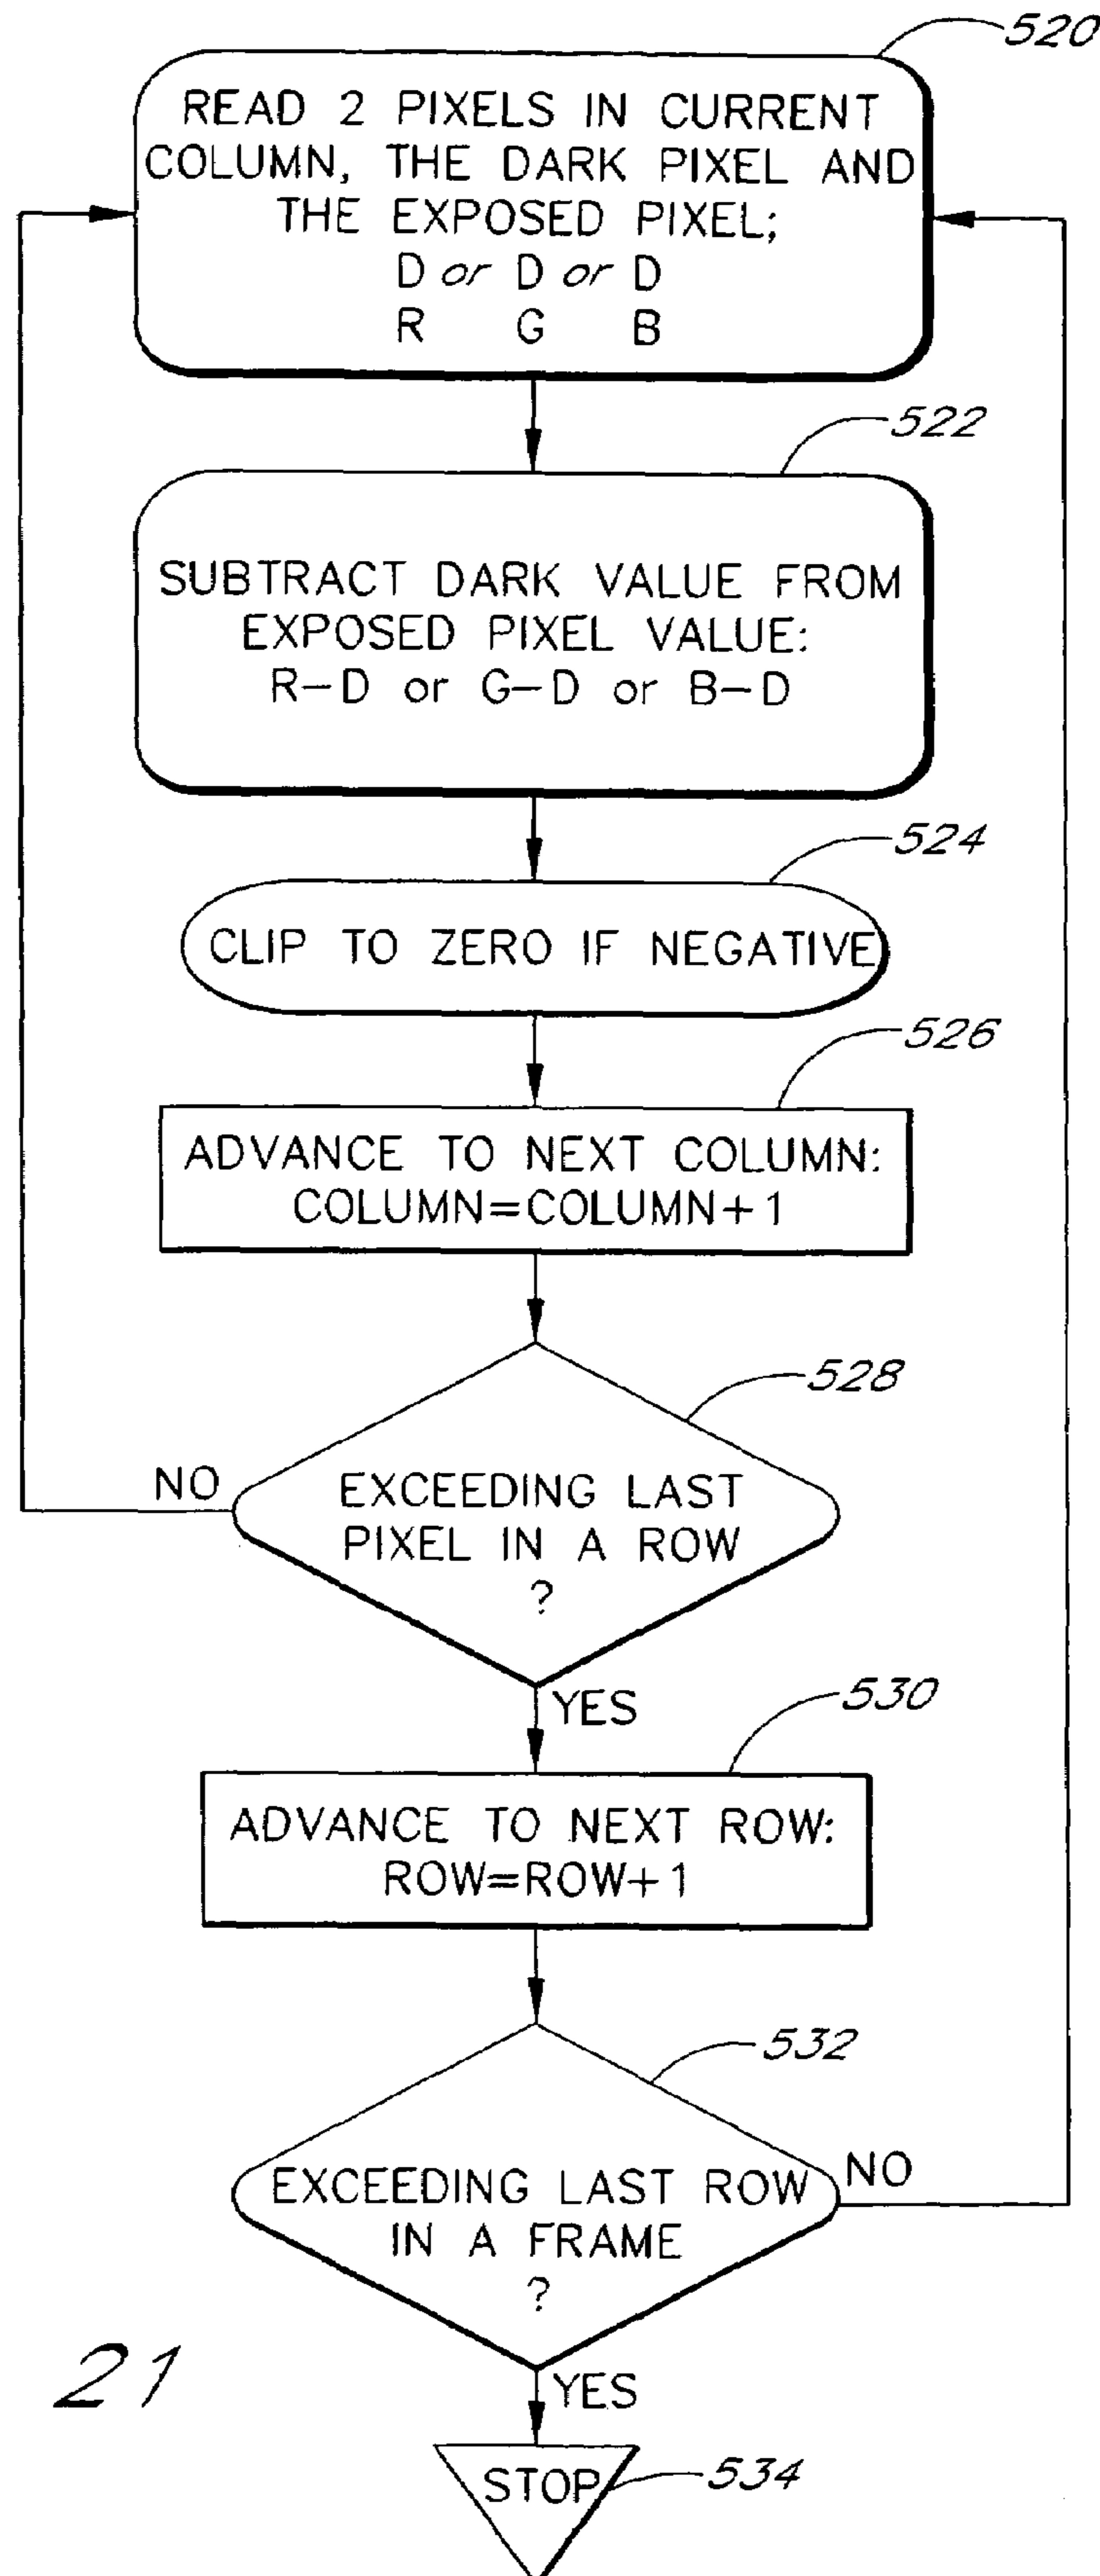 520
READ 2 PIXELS IN CURRENT
COLUMN, THE DARK PIXEL AND
THE EXPOSED PIXEL;
D or D or D
R G B
522
SUBTRACT DARK VALUE FROM
EXPOSED PIXEL VALUE:
R-D or G-D or B-D
524
CLIP TO ZERO IF NEGATIVE
526
ADVANCE TO NEXT COLUMN:
COLUMN=COLUMN+1
528
NO
EXCEEDING LAST
PIXEL IN A ROW
?
YES
530
ADVANCE TO NEXT ROW:
ROW=ROW+1
532
NO
EXCEEDING LAST ROW
IN A FRAME
?
21
YES
STOP
534